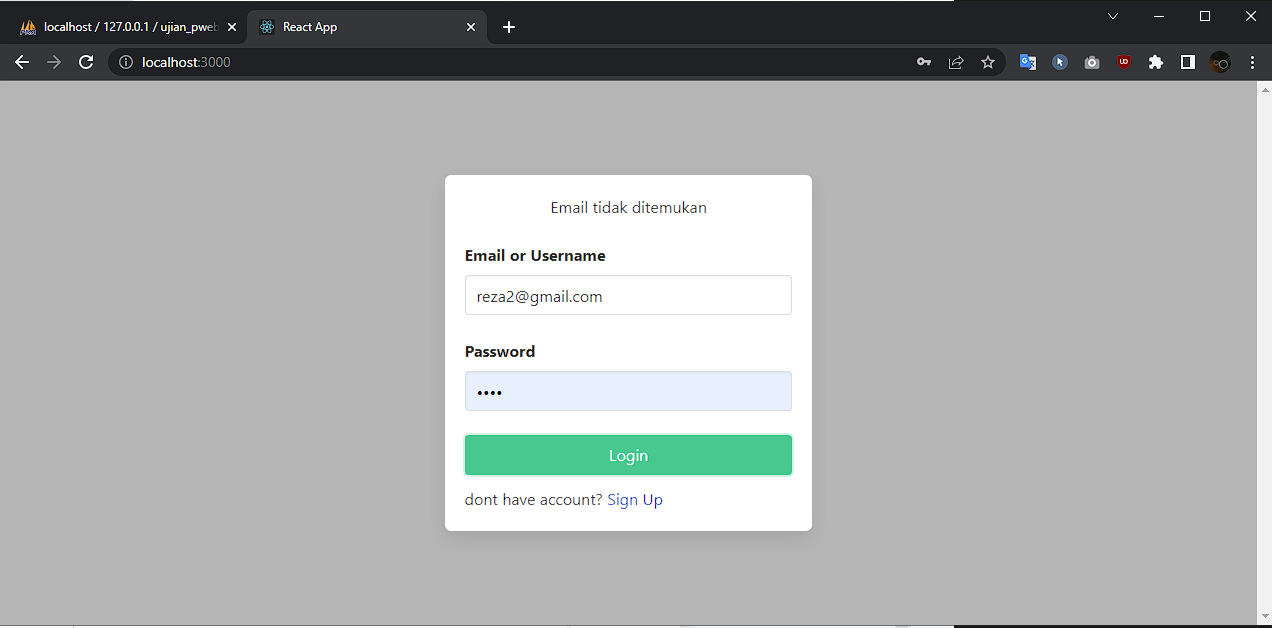 localhost / 127.0.0.1 / ujian_pweb
React App
localhost:3000
Email tidak ditemukan
Email or Username
reza2@gmail.com
Password
••••
Login
dont have account? Sign Up